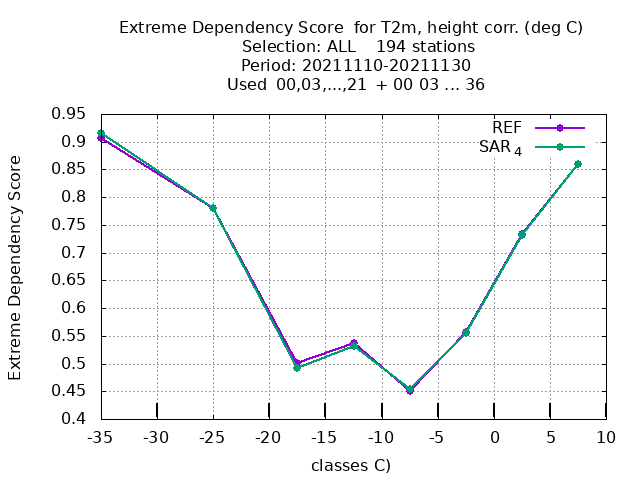 Extreme Dependency Score  for T2m, height corr. (deg C)
Selection: ALL    194 stations
Period: 20211110-20211130
Used  00,03,...,21  + 00 03 ... 36
REF
SAR 4
0.95
0.9
0.85
0.8
0.75
0.7
0.65
0.6
0.55
0.5
0.45
0.4
Extreme Dependency Score
-35 -30 -25 -20 -15 -10 -5 0 5 10
classes C)